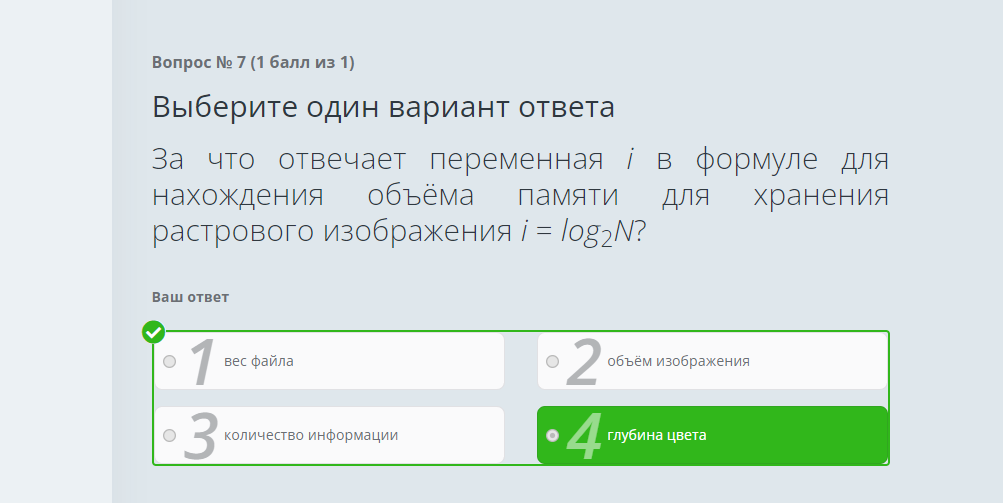 Вопрос № 7 (1 балл из 1)
Выберите один вариант ответа
За что отвечает переменная i в формуле для
нахождения объёма памяти для хранения
растрового изображения i = log₂N?
Ваш ответ
1 вес файла
2 объём изображения
3 количество информации
4 глубина цвета